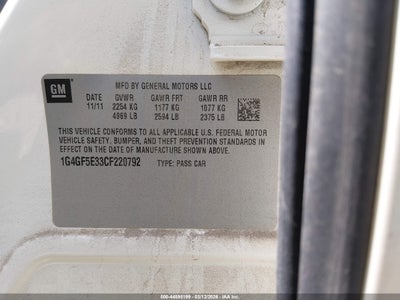 GM
MFD BY GENERAL MOTORS LLC
DATE GVWR GAWR FRT GAWR RR
11/11 2254 KG 1177 KG 1077 KG
4969 LB 2594 LB 2375 LB
THIS VEHICLE CONFORMS TO ALL APPLICABLE U.S. FEDERAL MOTOR
VEHICLE SAFETY, BUMPER, AND THEFT PREVENTION STANDARDS IN
EFFECT ON THE DATE OF MANUFACTURE SHOWN ABOVE.
1G4GF5E33CF220792 TYPE: PASS CAR
IAA Inc.